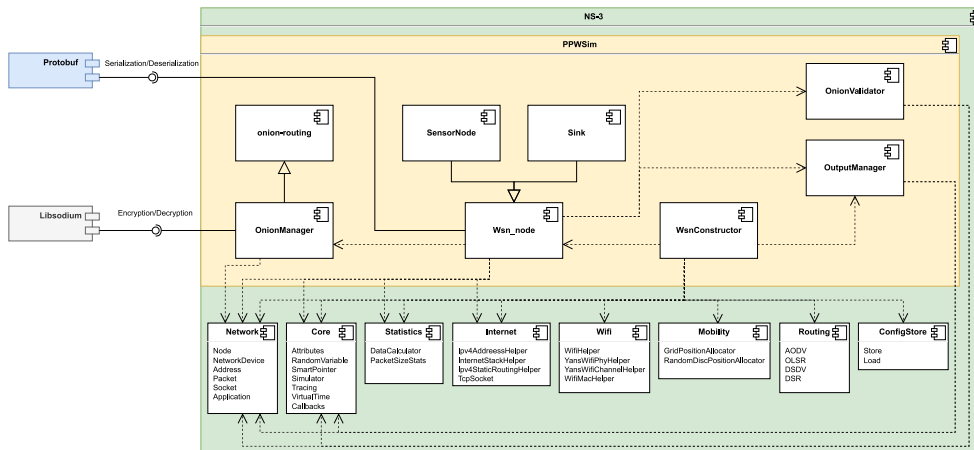 NS-3
PPWSim
Protobuf
Serialization/Deserialization
OnionValidator
onion-routing
SensorNode
Sink
OutputManager
Libsodium
Encryption/Decryption
OnionManager
Wsn_node
WsnConstructor
Network
Node
NetworkDevice
Address
Packet
Socket
Application
Core
Attributes
RandomVariable
SmartPointer
Simulator
Tracing
VirtualTime
Callbacks
Statistics
DataCalculator
PacketSizeStats
Internet
Ipv4AddreessHelper
InternetStackHelper
Ipv4StaticRoutingHelper
TcpSocket
Wifi
WifiHelper
YansWifiPhyHelper
YansWifiChannelHelper
WifiMacHelper
Mobility
GridPositionAllocator
RandomDiscPositionAllocator
Routing
AODV
OLSR
DSDV
DSR
ConfigStore
Store
Load